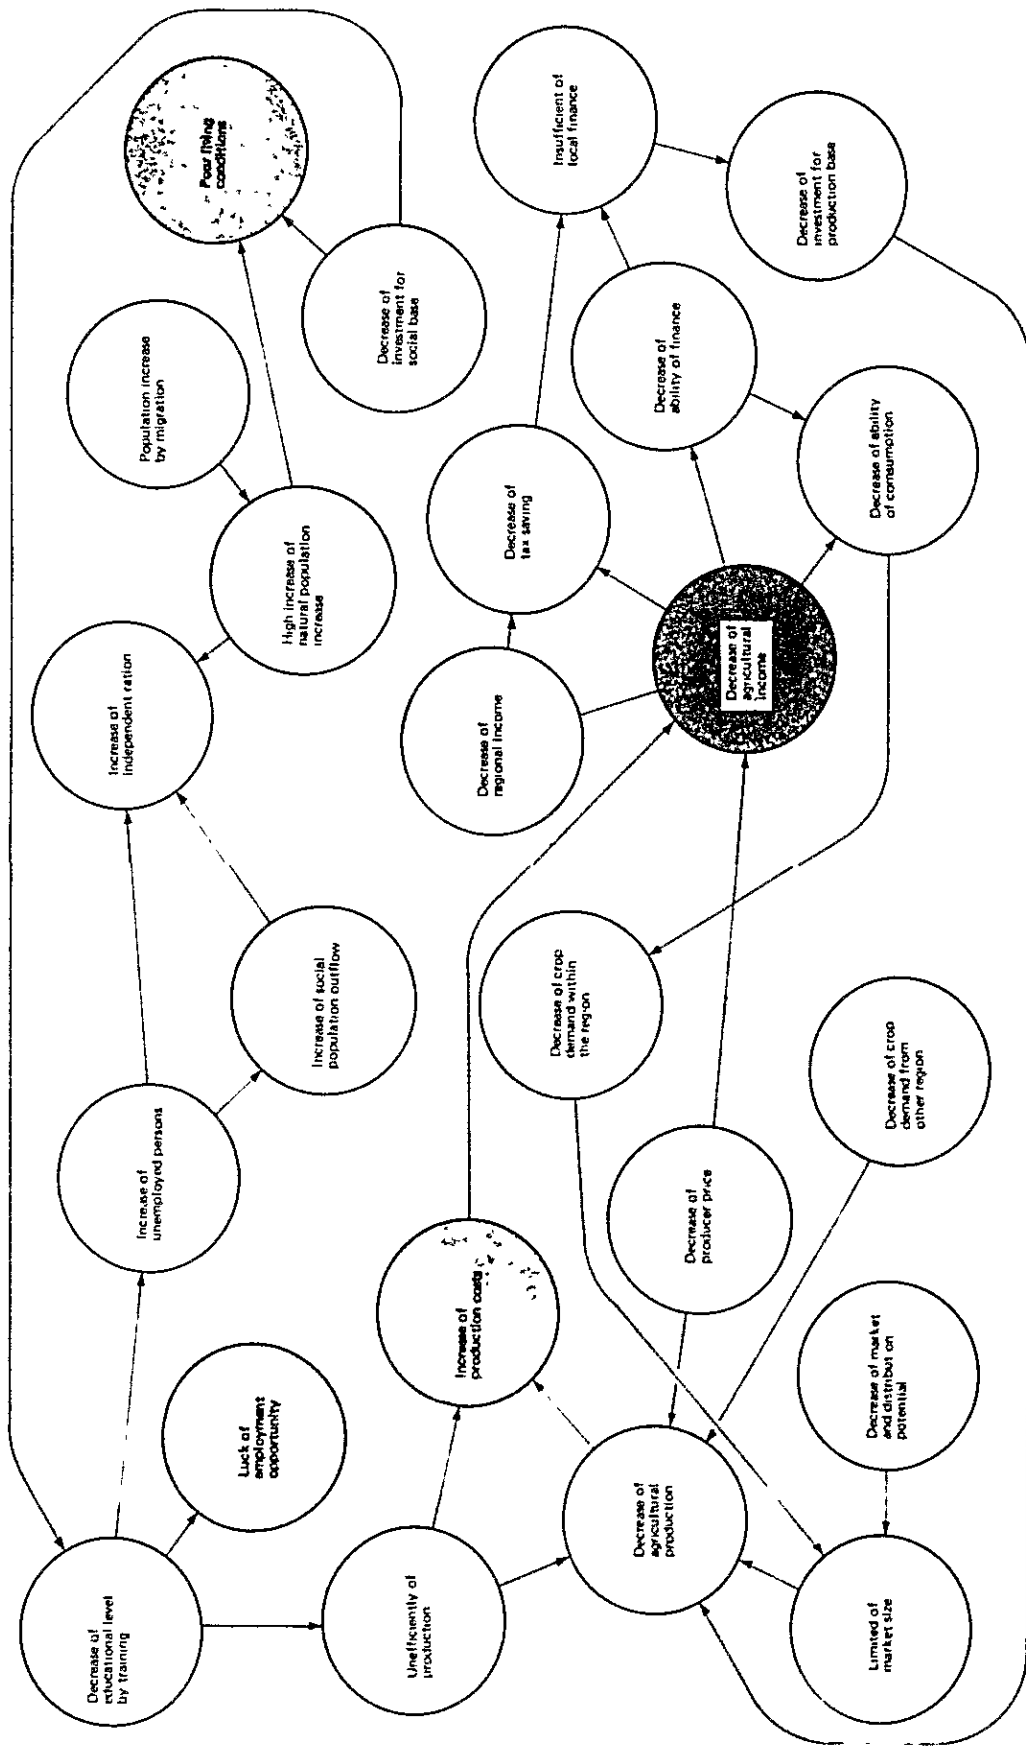 Decrease of
educational level
by training
Luck of
employment
opportunity
Increase of
unemployed persons
Increase of social
population outflow
Increase of
independent ration
High increase of
natural population
increase
Population increase
by migration
Poor living
conditions
Decrease of
investment for
social base
Unefficiently of
production
Increase of
production costs
Decrease of
regional income
Decrease of
tax saving
Insufficient of
local finance
Decrease of
agricultural
production
Decrease of
producer price
Decrease of crop
demand within
the region
Decrease of
agricultural
income
Decrease of
ability of finance
Decrease of
investment for
production base
Limited of
market size
Decrease of market
and distribution
potential
Decrease of crop
demand from
other region
Decrease of ability
of comsumption